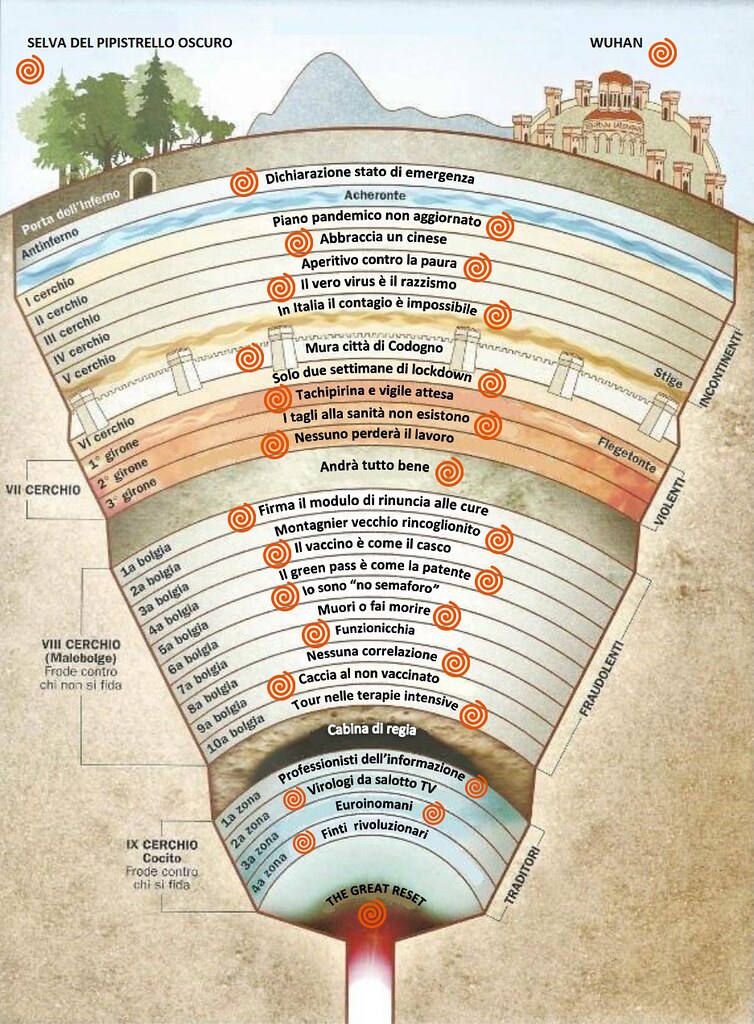 SELVA DEL PIPISTRELLO OSCURO
WUHAN
Porta dell'Inferno
Dichiarazione stato di emergenza
Antinferno
Acheronte
Piano pandemico non aggiornato
I cerchio
Abbraccia un cinese
II cerchio
Aperitivo contro la paura
III cerchio
Il vero virus è il razzismo
IV cerchio
In Italia il contagio è impossibile
V cerchio
Stige
INCONTINENTI
Mura città di Codogno
VI cerchio
Solo due settimane di lockdown
1° girone
Tachipirina e vigile attesa
2° girone
I tagli alla sanità non esistono
3° girone
Nessuno perderà il lavoro
Flegetonte
VII CERCHIO
VIOLENTI
Andrà tutto bene
1a bolgia
Firma il modulo di rinuncia alle cure
2a bolgia
Montagnier vecchio rincoglionito
3a bolgia
Il vaccino è come il casco
4a bolgia
Il green pass è come la patente
5a bolgia
Io sono "no semaforo"
6a bolgia
Muori o fai morire
7a bolgia
Funzionicchia
8a bolgia
Nessuna correlazione
9a bolgia
Caccia al non vaccinato
10a bolgia
Tour nelle terapie intensive
VIII CERCHIO
(Malebolge)
Frode contro
chi non si fida
FRAUDOLENTI
Cabina di regia
1a zona
Professionisti dell'informazione
2a zona
Virologi da salotto TV
3a zona
Euroinomani
4a zona
Finti rivoluzionari
IX CERCHIO
Cocito
Frode contro
chi si fida
TRADITORI
THE GREAT RESET